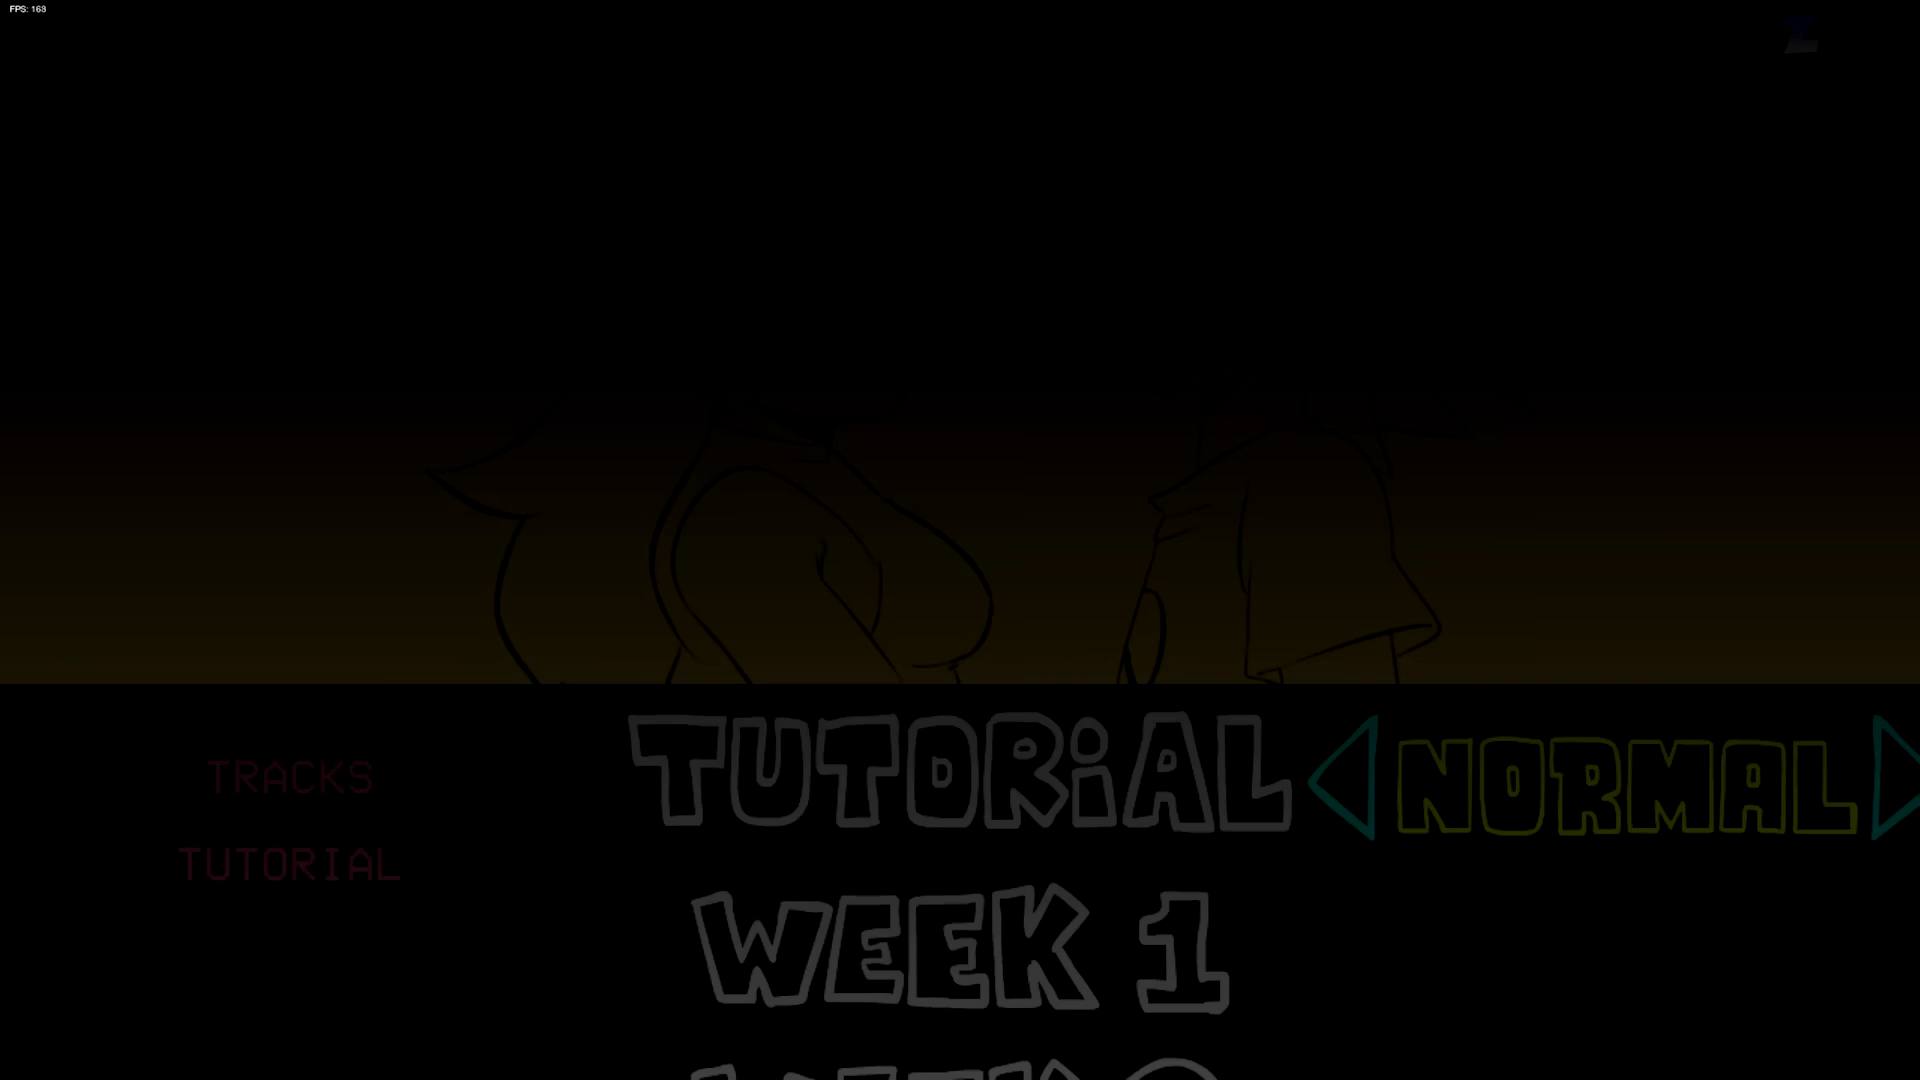 FPS: 163
Z
TUTORiAL
NORMAL
TRACKS
TUTORIAL
WEEK 1